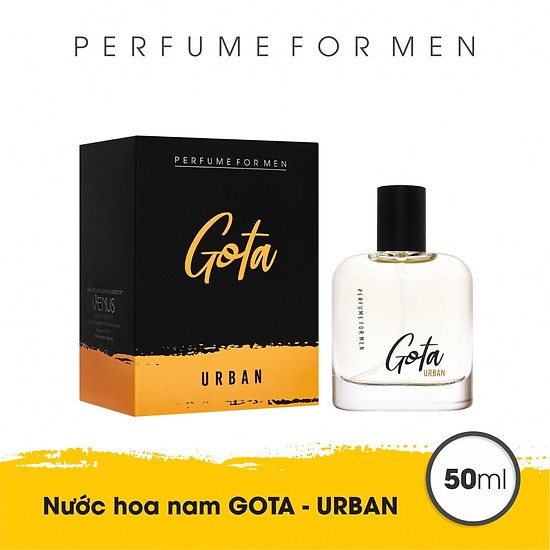 PERFUME FOR MEN
PERFUME FOR MEN
Gota
VENUS
URBAN
PERFUME FOR MEN
Gota
URBAN
50ml
Nước hoa nam GOTA - URBAN